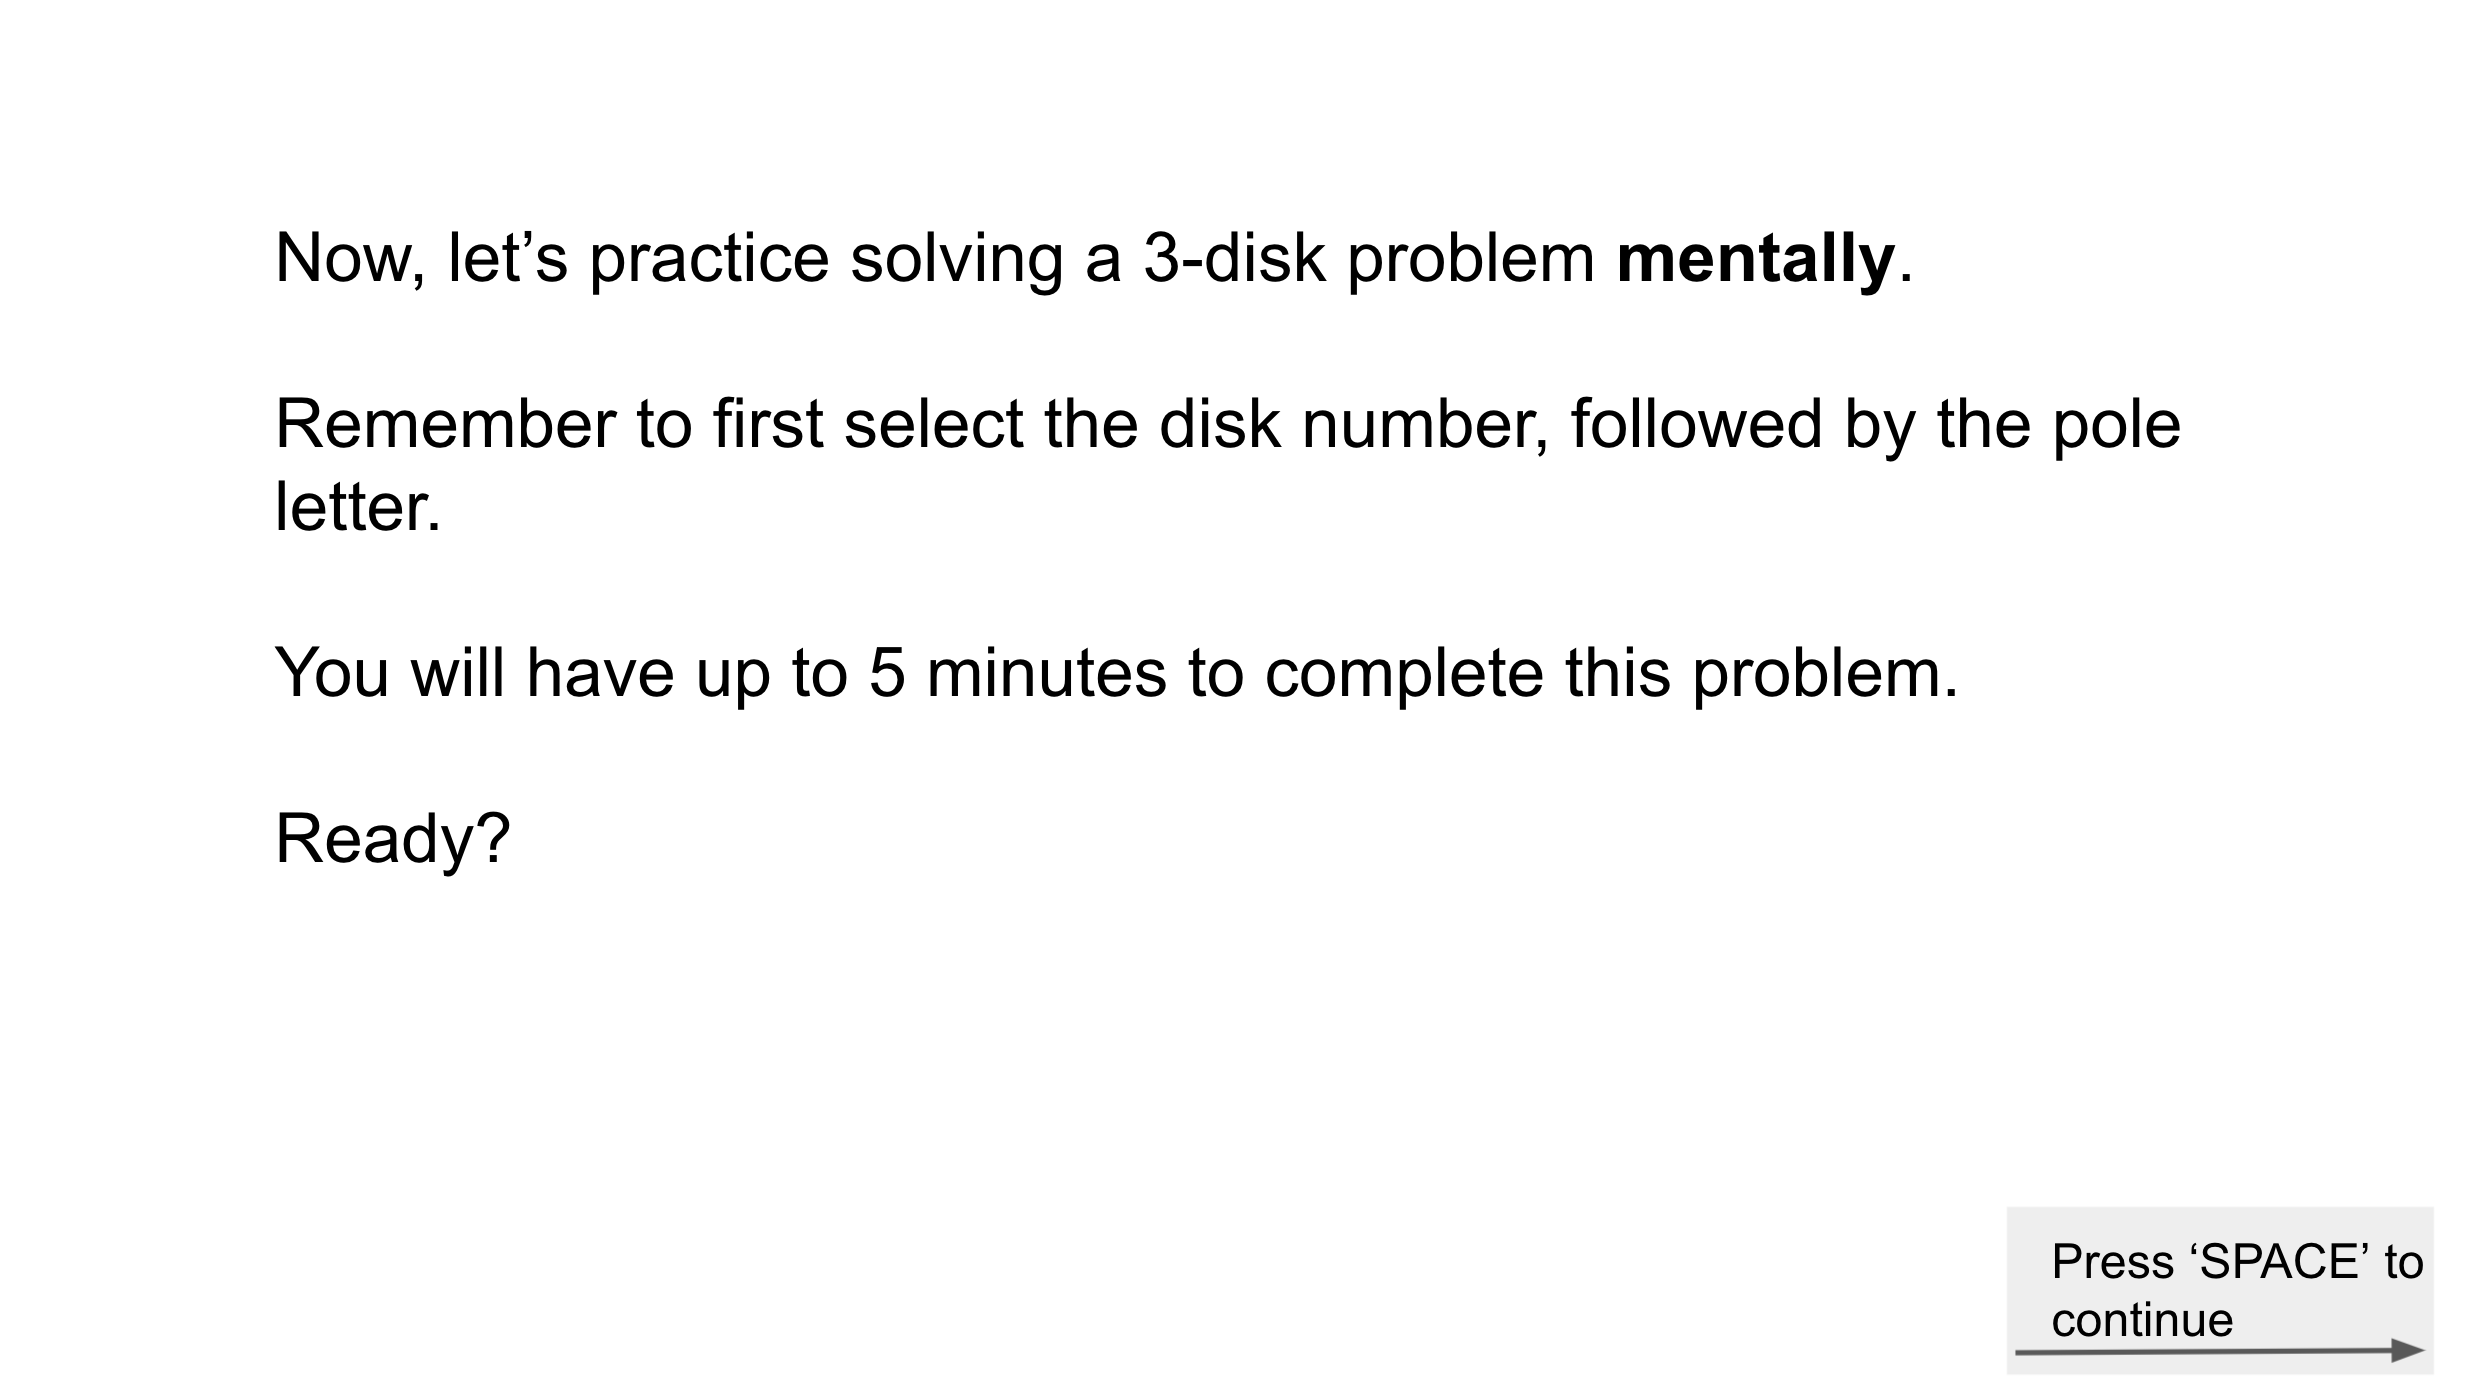 Now, let’s practice solving a 3-disk problem mentally.
Remember to first select the disk number, followed by the pole
letter.
You will have up to 5 minutes to complete this problem.
Ready?
Press ‘SPACE’ to
continue